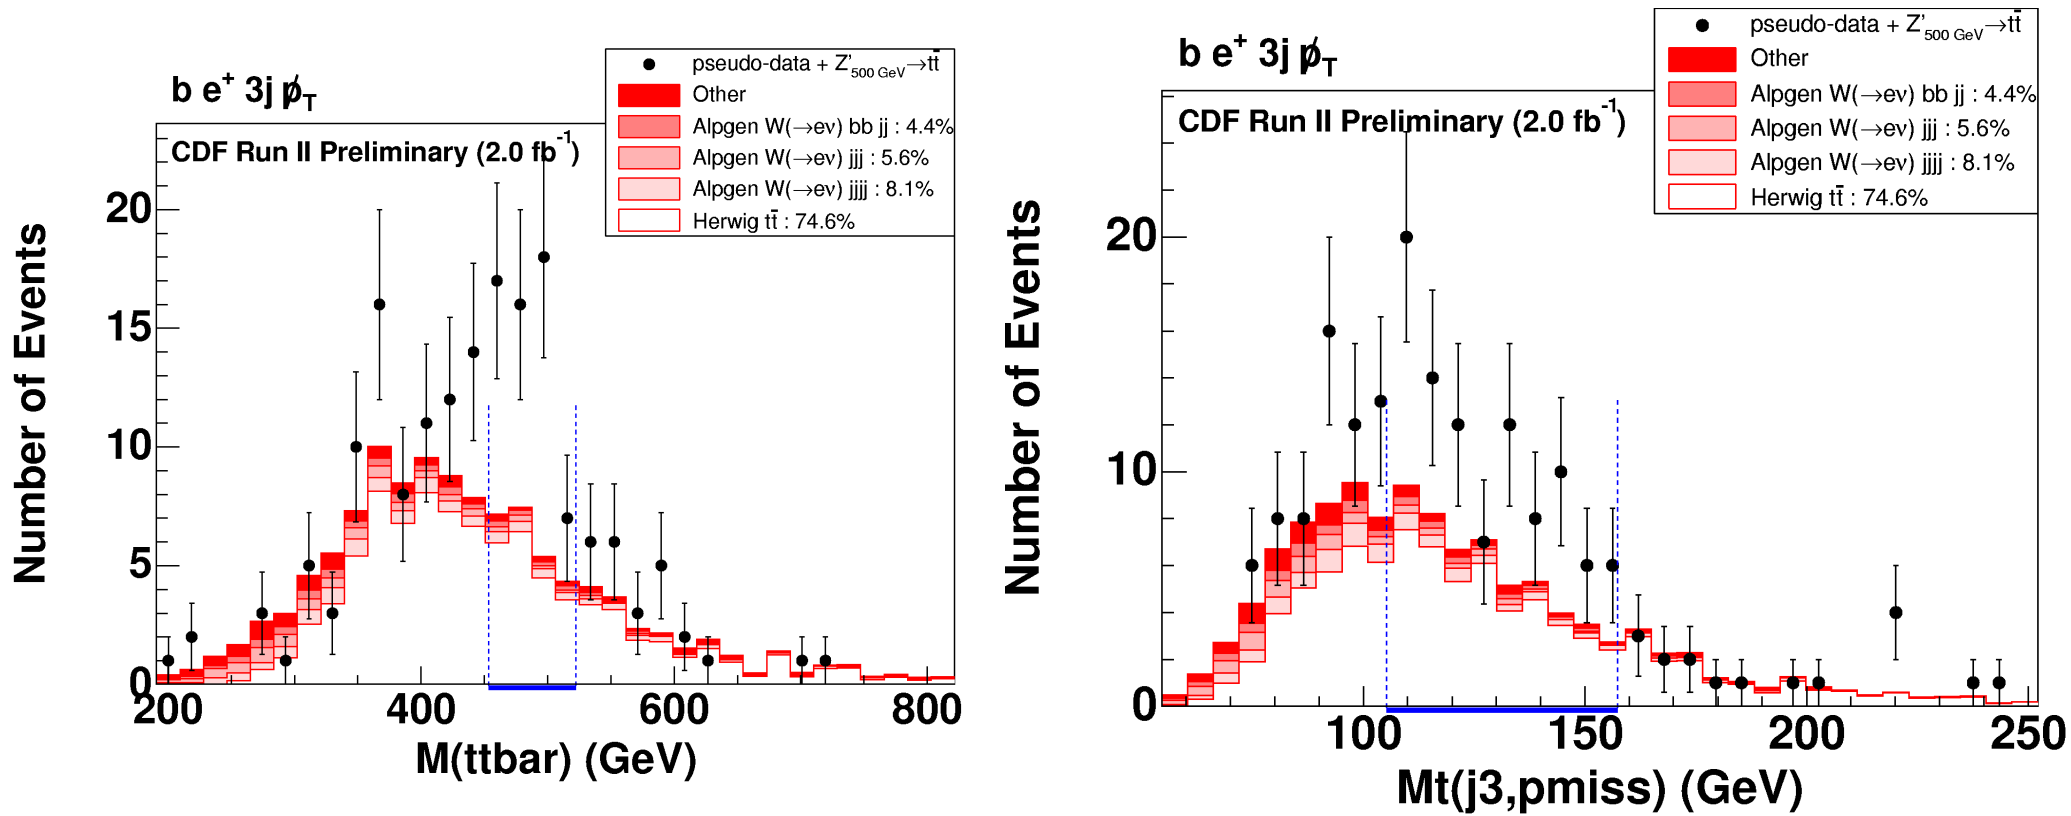 b e⁺ 3j p̸_T
CDF Run II Preliminary (2.0 fb⁻¹)
pseudo-data + Z'₅₀₀ GeV→tt̄
Other
Alpgen W(→eν) bb jj : 4.4%
Alpgen W(→eν) jjj : 5.6%
Alpgen W(→eν) jjjj : 8.1%
Herwig tt̄ : 74.6%
Number of Events
20
15
10
5
0
200 400 600 800
M(ttbar) (GeV)
b e⁺ 3j p̸_T
CDF Run II Preliminary (2.0 fb⁻¹)
pseudo-data + Z'₅₀₀ GeV→tt̄
Other
Alpgen W(→eν) bb jj : 4.4%
Alpgen W(→eν) jjj : 5.6%
Alpgen W(→eν) jjjj : 8.1%
Herwig tt̄ : 74.6%
Number of Events
20
10
0
100 150 200 250
Mt(j3,pmiss) (GeV)